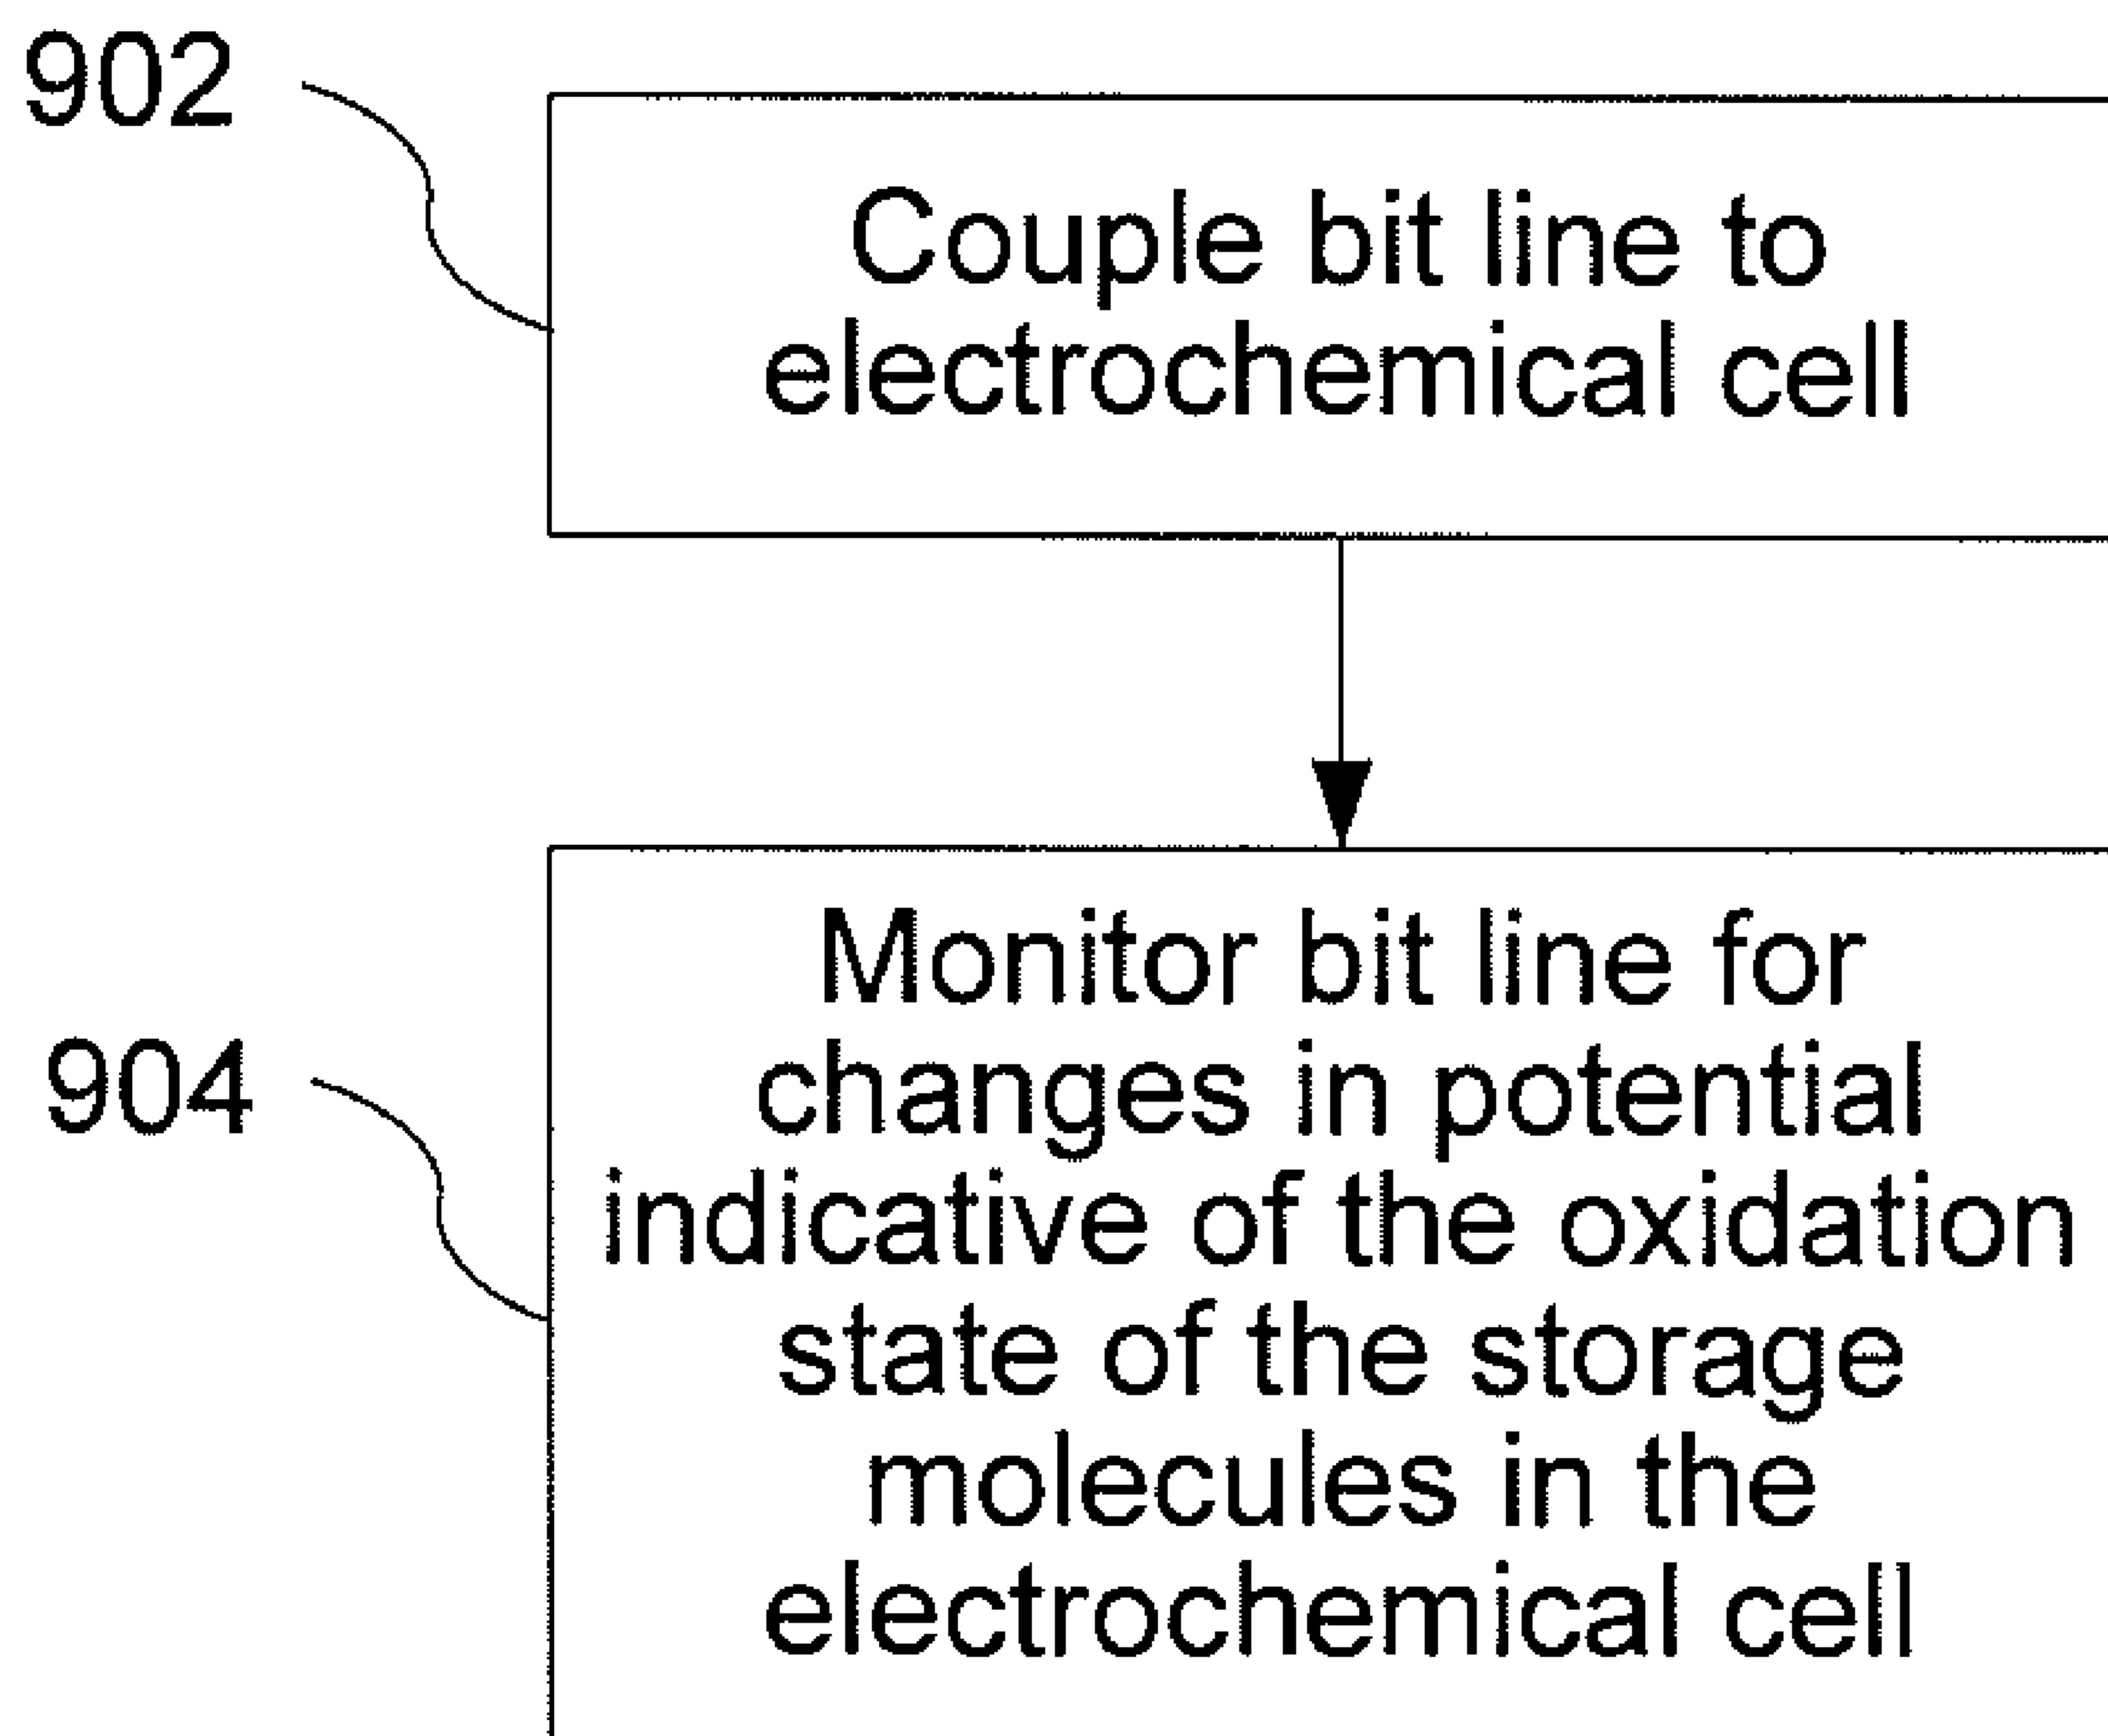 902
Couple bit line to
electrochemical cell
904
Monitor bit line for
changes in potential
indicative of the oxidation
state of the storage
molecules in the
electrochemical cell